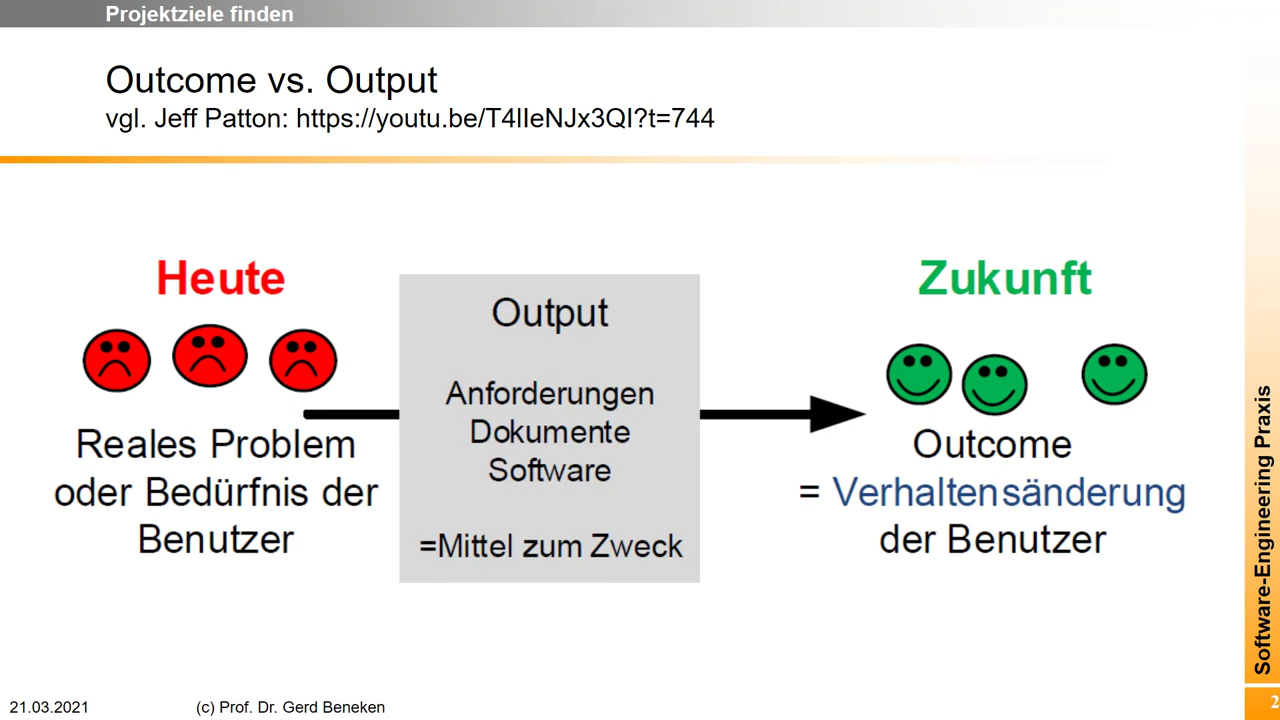 Projektziele finden
Outcome vs. Output
vgl. Jeff Patton: https://youtu.be/T4lIeNJx3QI?t=744
Heute
Reales Problem
oder Bedürfnis der
Benutzer
Output
Anforderungen
Dokumente
Software
=Mittel zum Zweck
Zukunft
Outcome
= Verhaltensänderung
der Benutzer
Software-Engineering Praxis
21.03.2021
(c) Prof. Dr. Gerd Beneken
2